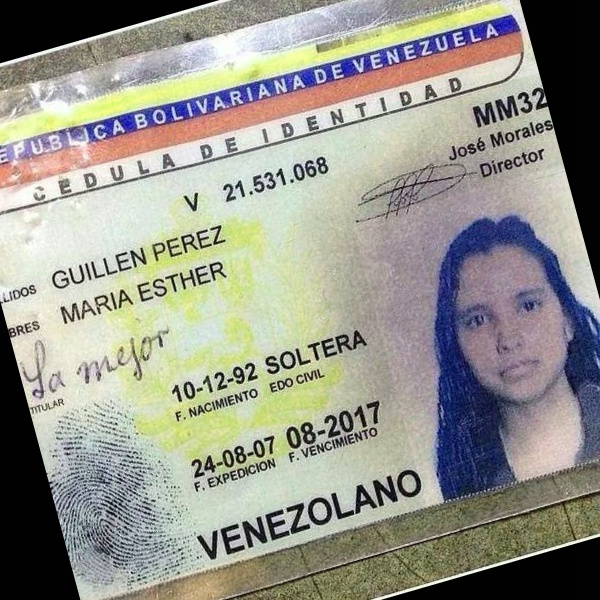 EPUBLICA BOLIVARIANA DE VENEZUELA
CEDULA DE IDENTIDAD
MM32
José Morales
Director
V 21.531.068
LLIDOS GUILLEN PEREZ
BRES MARIA ESTHER
La mejor
TITULAR
10-12-92 SOLTERA
F. NACIMIENTO EDO CIVIL
24-08-07 08-2017
F. EXPEDICION F. VENCIMIENTO
VENEZOLANO